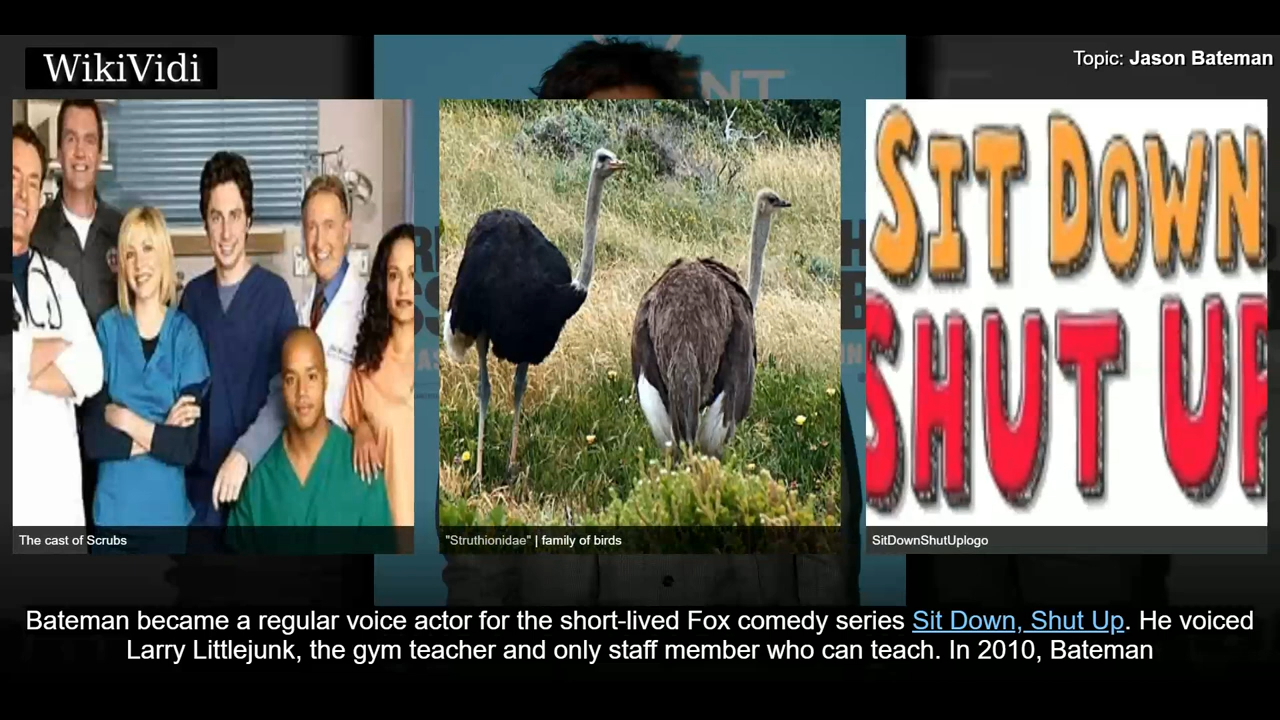 WikiVidi
Topic: Jason Bateman
ENT
SIT DOWN
SHUT UP
The cast of Scrubs
"Struthionidae" | family of birds
SitDownShutUplogo
Bateman became a regular voice actor for the short-lived Fox comedy series Sit Down, Shut Up. He voiced
Larry Littlejunk, the gym teacher and only staff member who can teach. In 2010, Bateman